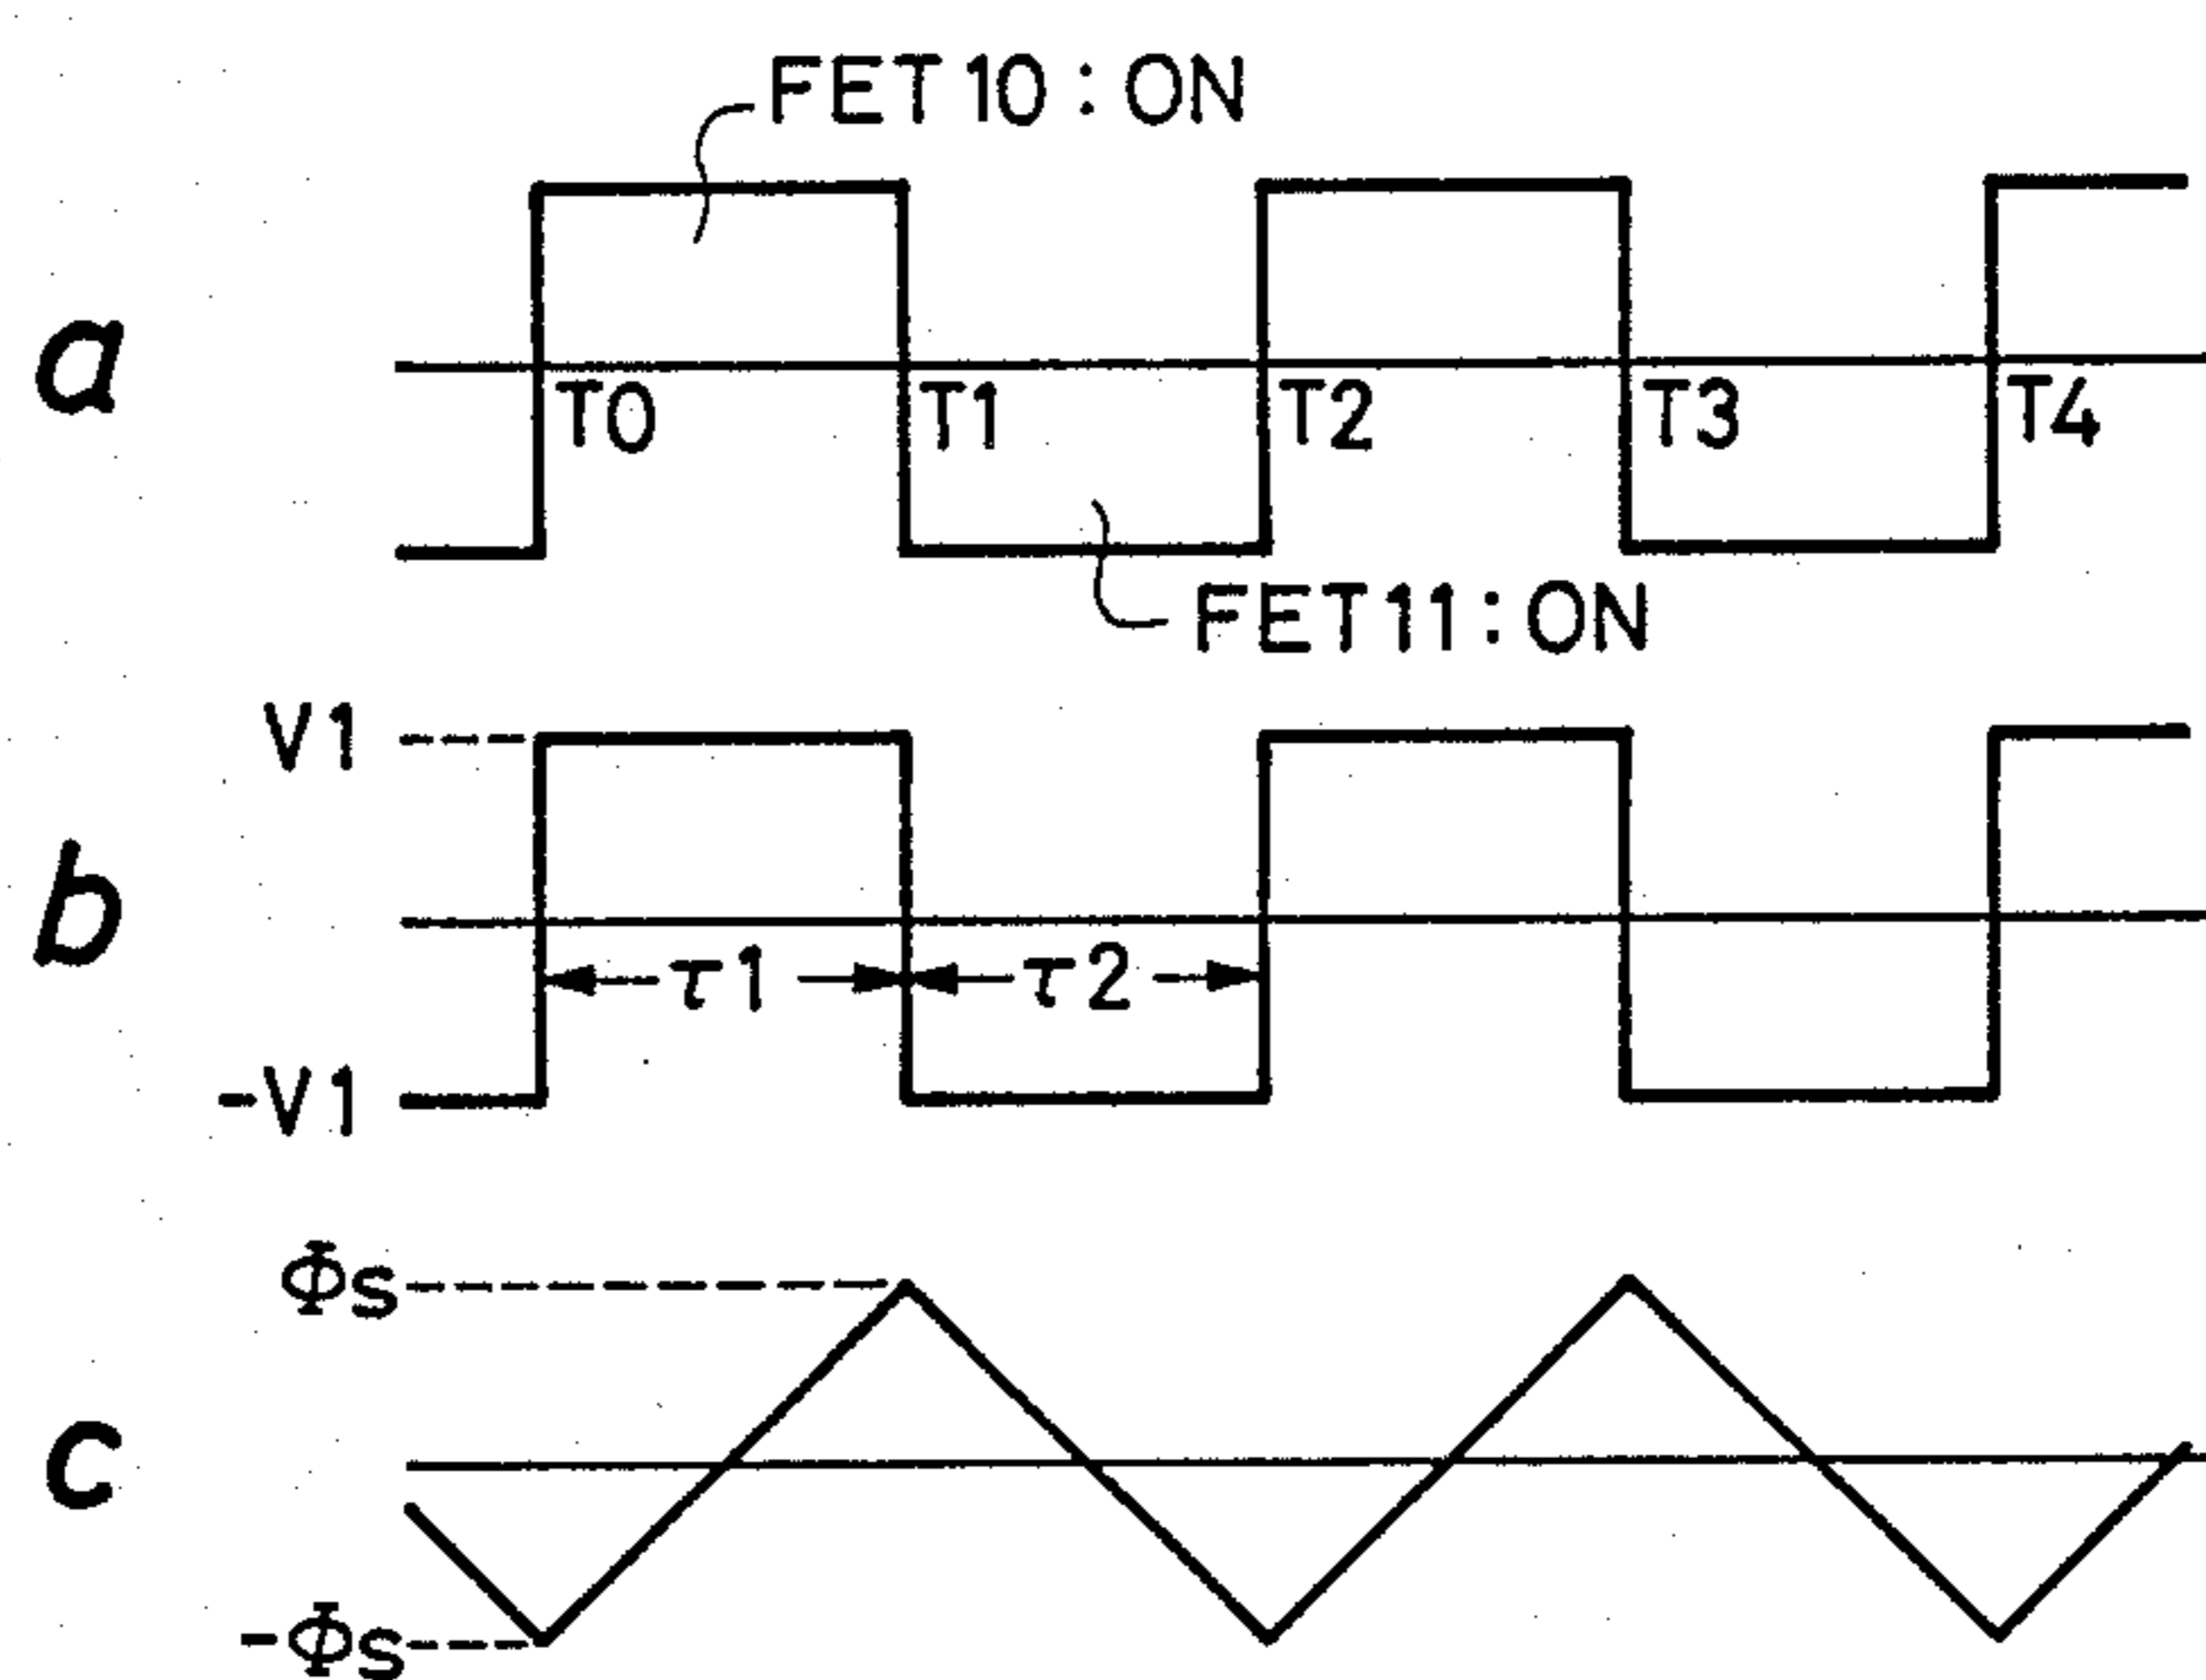 FET10:ON
a
T0 T1 T2 T3 T4
FET11:ON
V1
b
τ1 τ2
-V1
Φs
c
-Φs